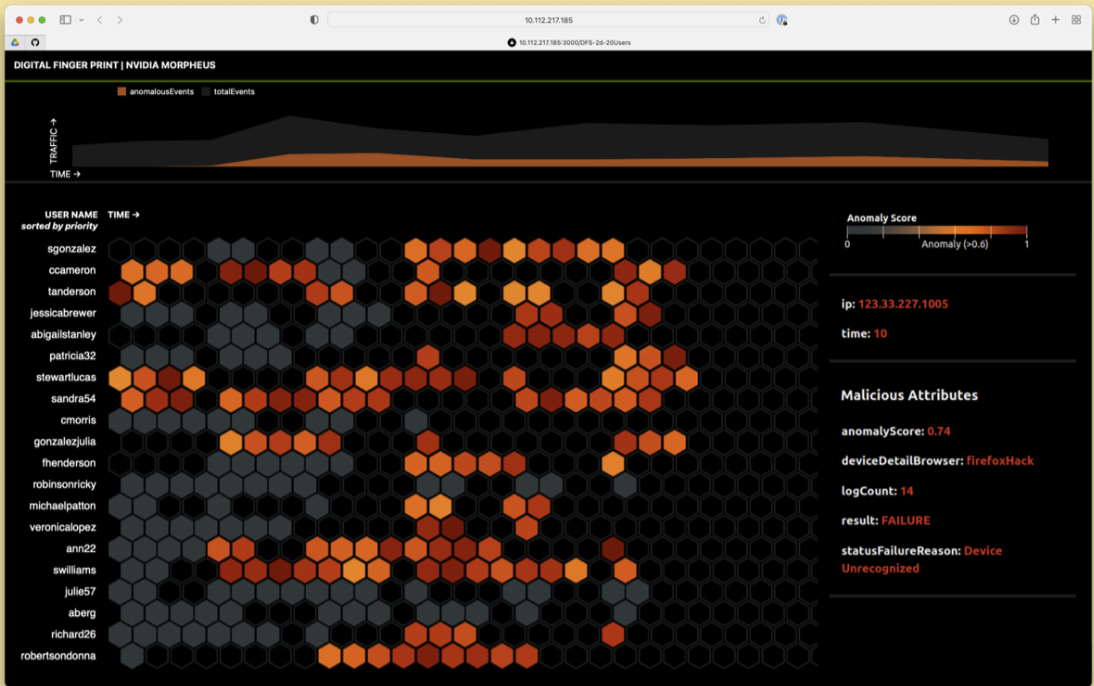 10.112.217.185
10.112.217.185:3000/DFS-2d-20Users
DIGITAL FINGER PRINT | NVIDIA MORPHEUS
anomalousEvents totalEvents
TRAFFIC →
TIME →
USER NAME TIME →
sorted by priority
sgonzalez
ccameron
tanderson
jessicabrewer
abigailstanley
patricia32
stewartlucas
sandra54
cmorris
gonzalezjulia
fhenderson
robinsonricky
michaelpatton
veronicalopez
ann22
swilliams
julie57
aberg
richard26
robertsondonna
Anomaly Score
0 Anomaly (>0.6) 1
ip: 123.33.227.1005
time: 10
Malicious Attributes
anomalyScore: 0.74
deviceDetailBrowser: firefoxHack
logCount: 14
result: FAILURE
statusFailureReason: Device
Unrecognized